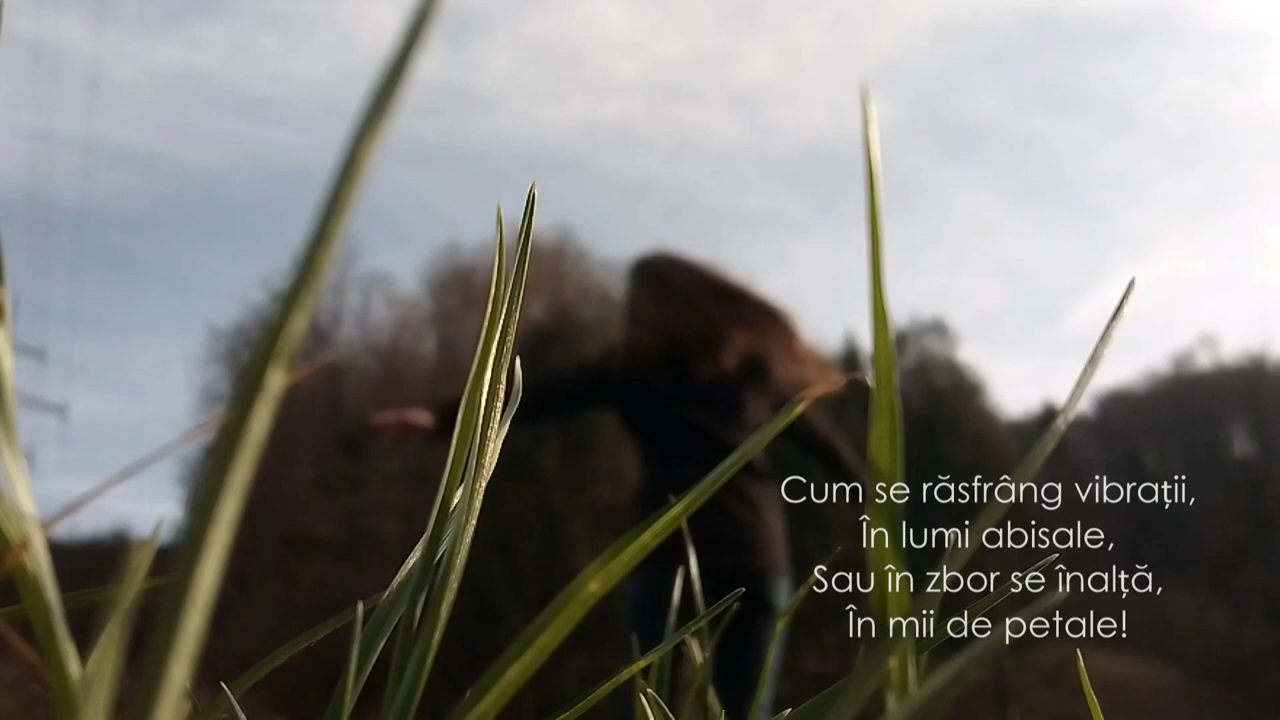 Cum se răsfrâng vibrații,
În lumi abisale,
Sau în zbor se înalță,
În mii de petale!